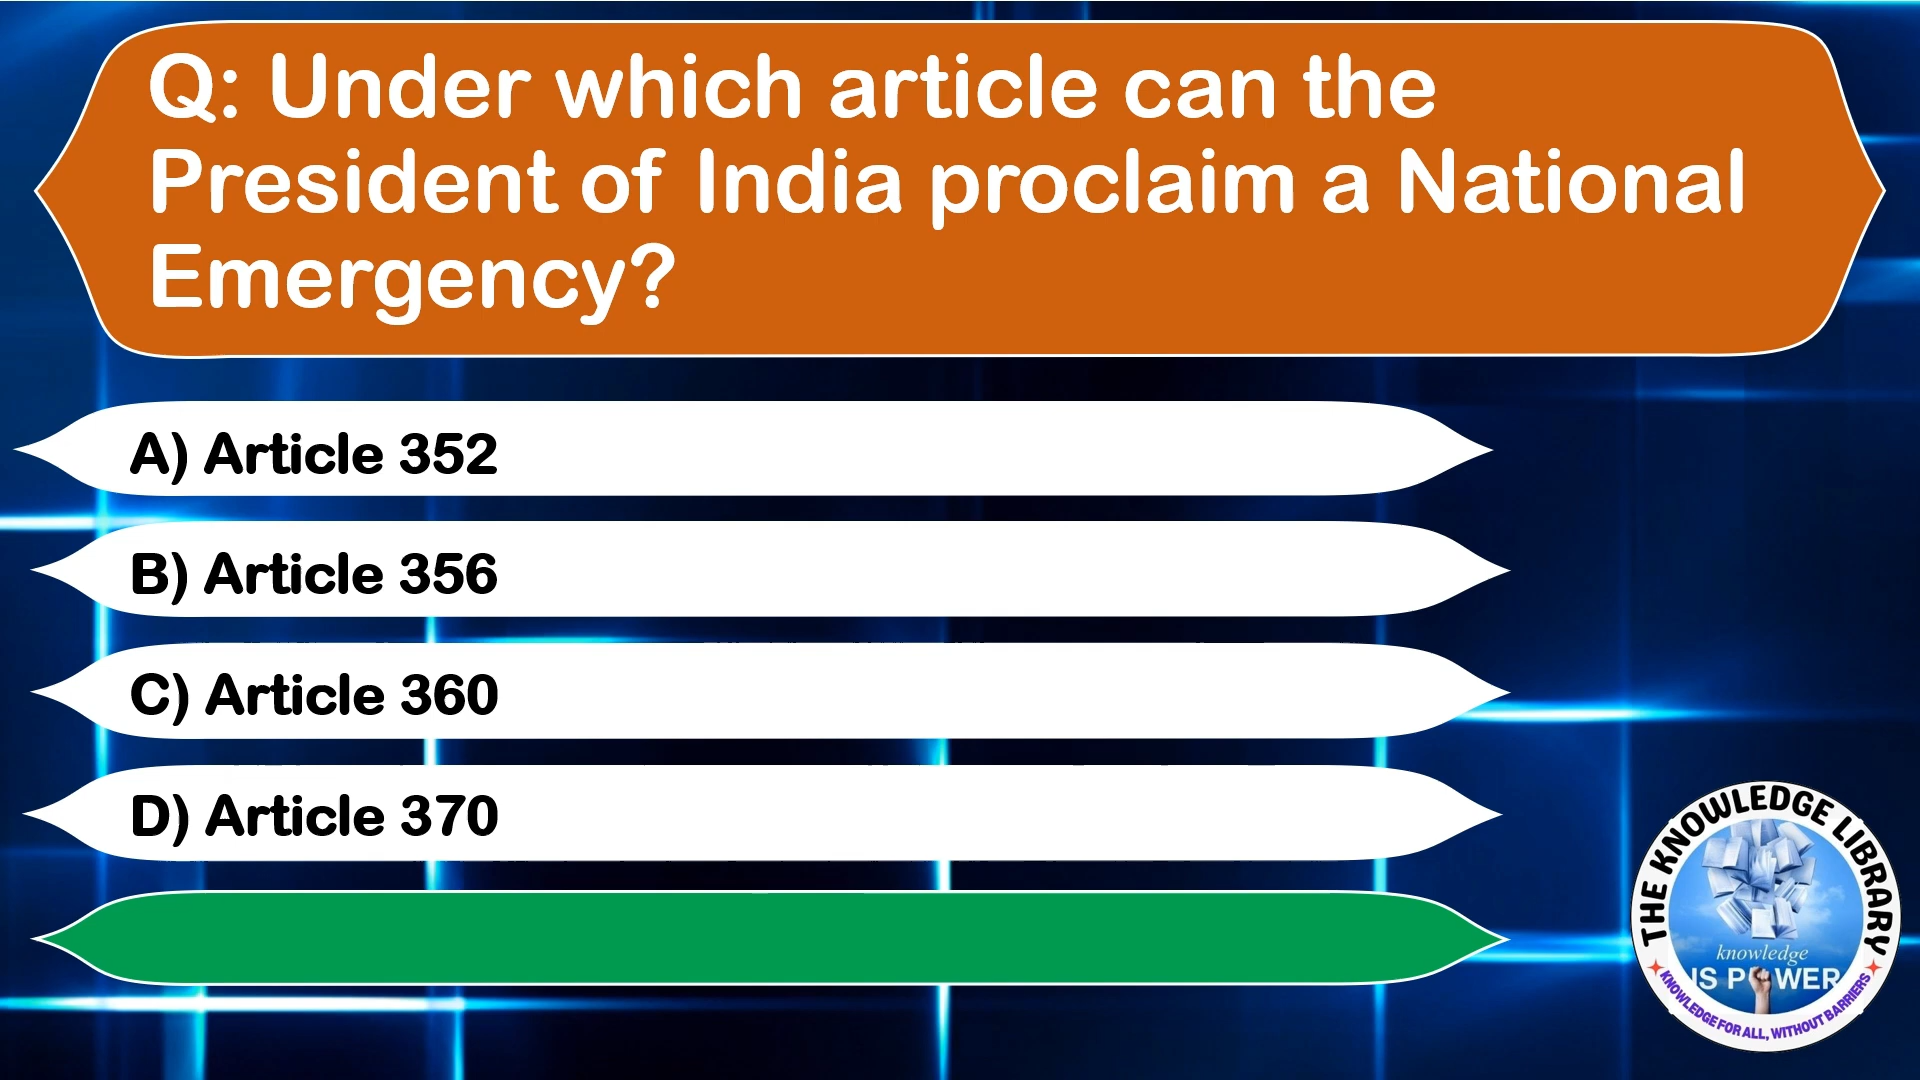 Q: Under which article can the
President of India proclaim a National
Emergency?
A) Article 352
B) Article 356
C) Article 360
D) Article 370
THE KNOWLEDGE LIBRARY
knowledge
IS POWER
KNOWLEDGE FOR ALL, WITHOUT BARRIERS